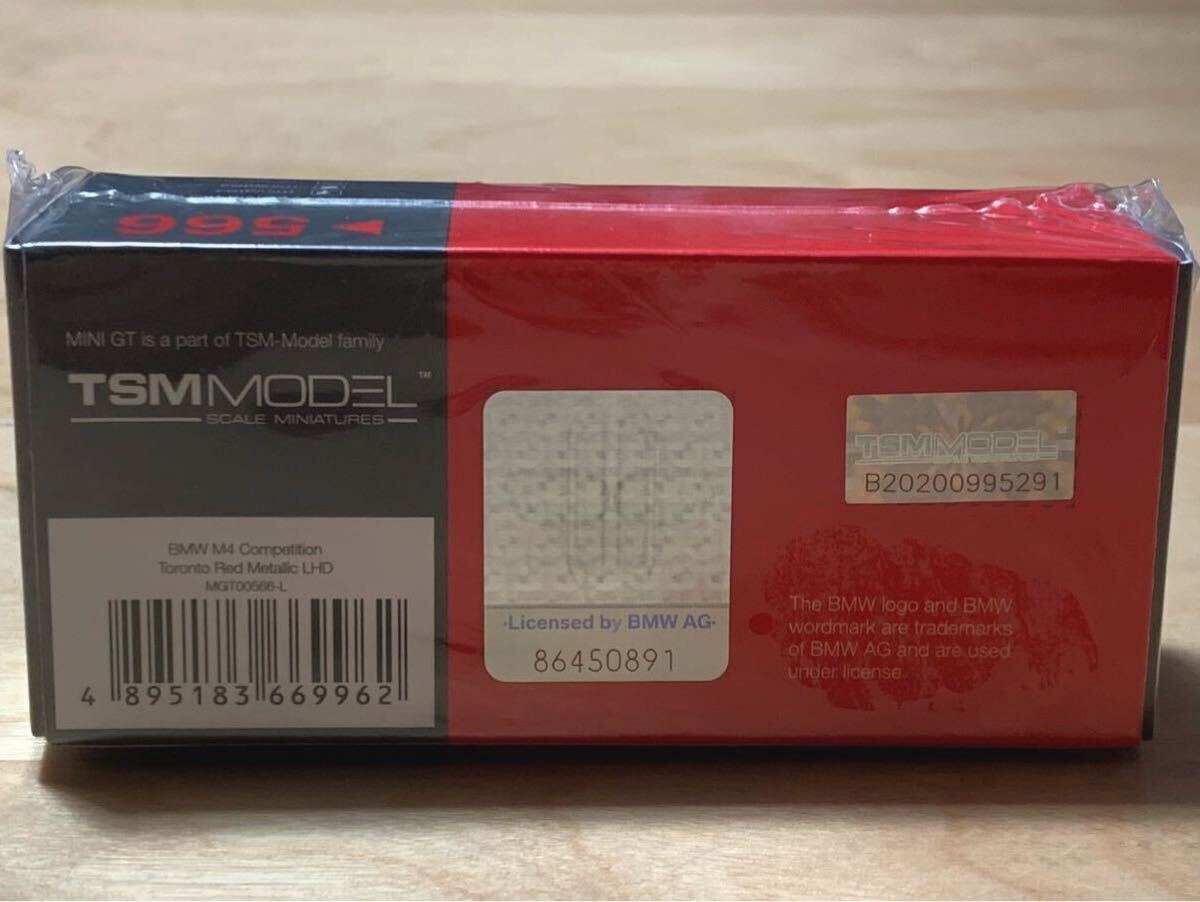 566
MINI GT is a part of TSM-Model family
TSMMODEL™
SCALE MINIATURES
BMW M4 Competition
Toronto Red Metallic LHD
MGT00566-L
4 895183 669962
·Licensed by BMW AG·
86450891
TSMMODEL
B20200995291
The BMW logo and BMW
wordmark are trademarks
of BMW AG and are used
under license